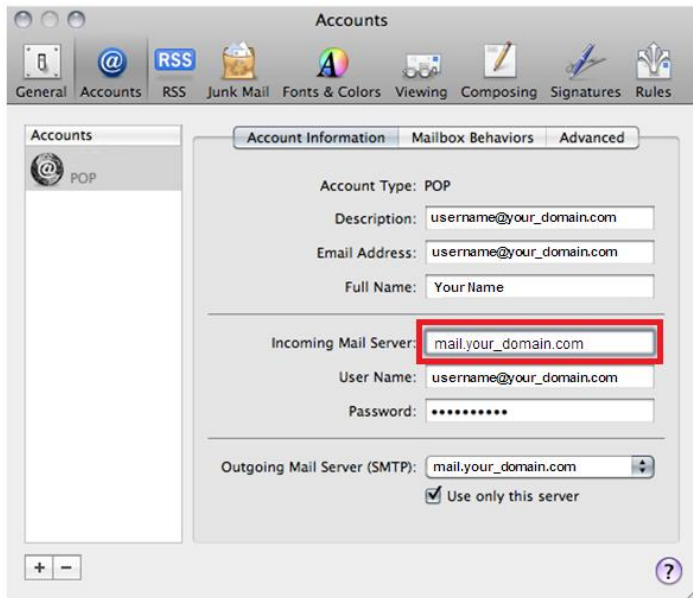 Accounts
General Accounts RSS Junk Mail Fonts & Colors Viewing Composing Signatures Rules
Accounts
@ POP
Account Information Mailbox Behaviors Advanced
Account Type: POP
Description: username@your_domain.com
Email Address: username@your_domain.com
Full Name: Your Name
Incoming Mail Server: mail.your_domain.com
User Name: username@your_domain.com
Password: ••••••••••
Outgoing Mail Server (SMTP): mail.your_domain.com
Use only this server
+ − ?